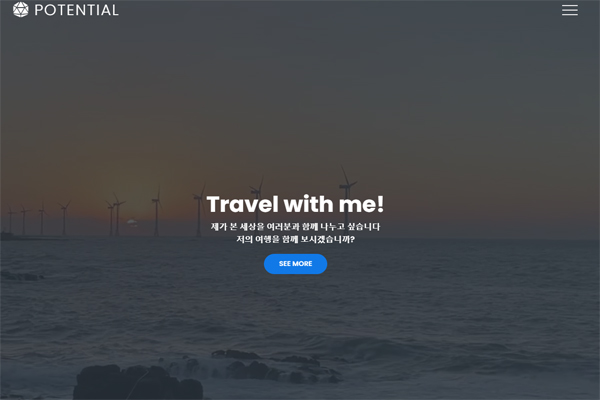 POTENTIAL
Travel with me!
제가 본 세상을 여러분과 함께 나누고 싶습니다
저의 여행을 함께 보시겠습니까?
SEE MORE